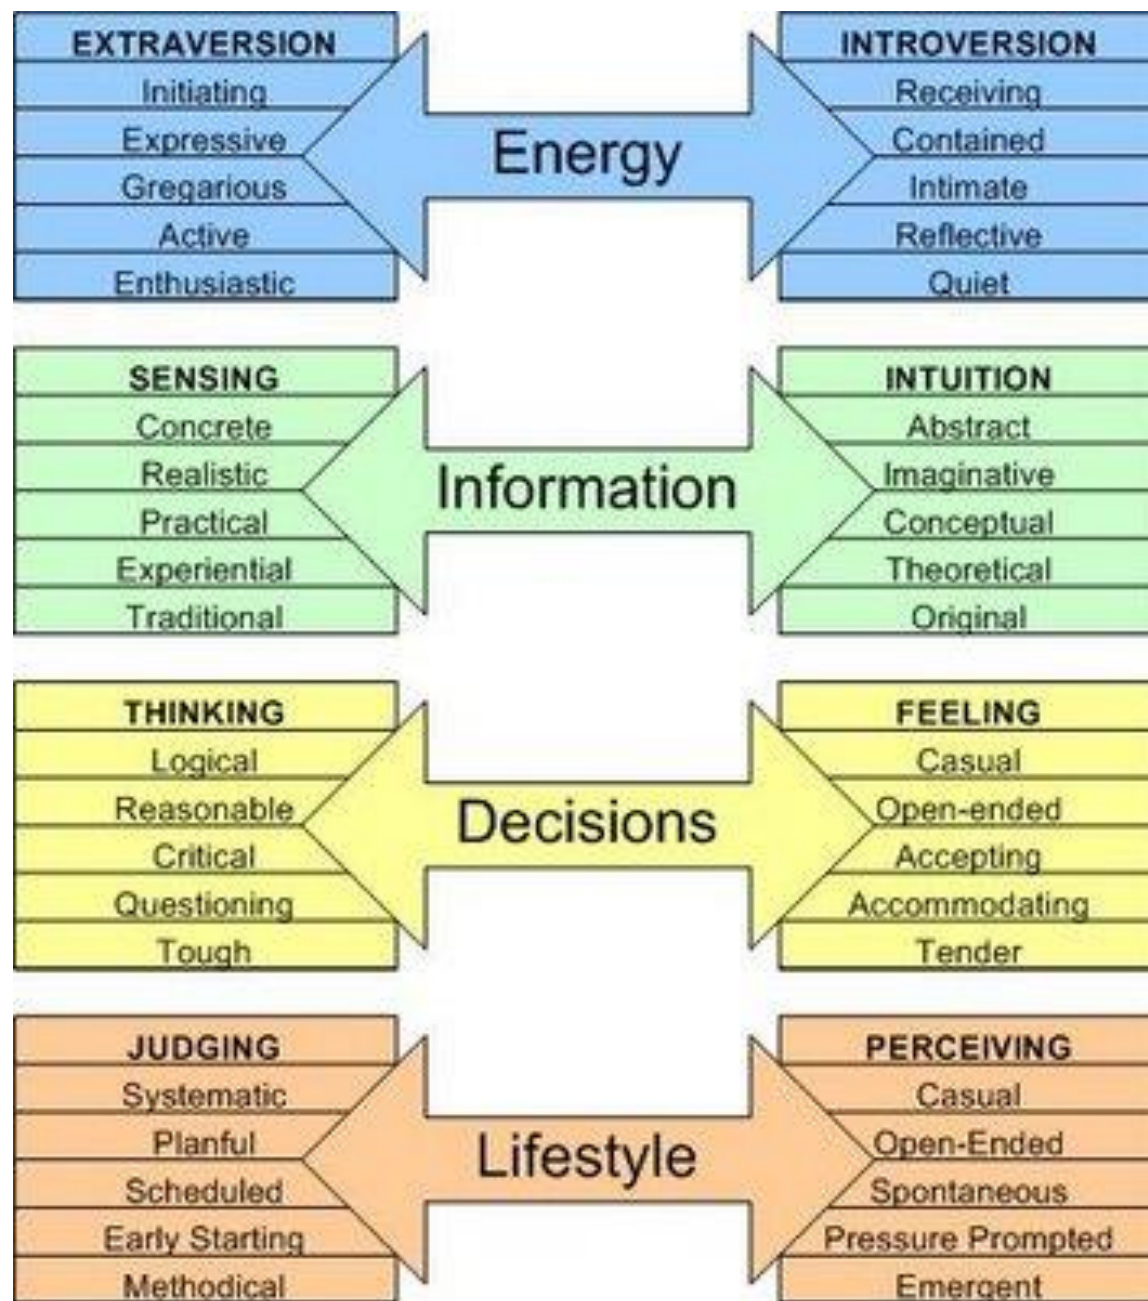 EXTRAVERSION
Initiating
Expressive
Gregarious
Active
Enthusiastic
Energy
INTROVERSION
Receiving
Contained
Intimate
Reflective
Quiet
SENSING
Concrete
Realistic
Practical
Experiential
Traditional
Information
INTUITION
Abstract
Imaginative
Conceptual
Theoretical
Original
THINKING
Logical
Reasonable
Critical
Questioning
Tough
Decisions
FEELING
Casual
Open-ended
Accepting
Accommodating
Tender
JUDGING
Systematic
Planful
Scheduled
Early Starting
Methodical
Lifestyle
PERCEIVING
Casual
Open-Ended
Spontaneous
Pressure Prompted
Emergent